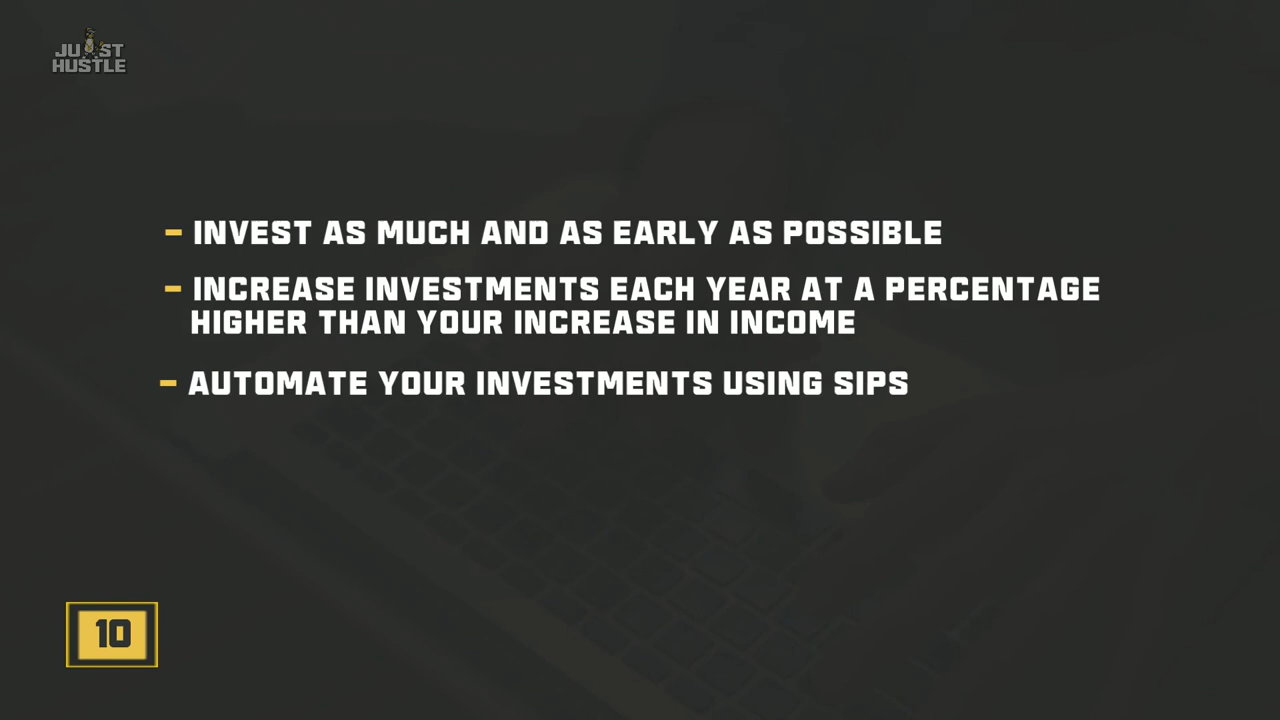 JUST
HUSTLE
- INVEST AS MUCH AND AS EARLY AS POSSIBLE
- INCREASE INVESTMENTS EACH YEAR AT A PERCENTAGE
HIGHER THAN YOUR INCREASE IN INCOME
- AUTOMATE YOUR INVESTMENTS USING SIPS
10